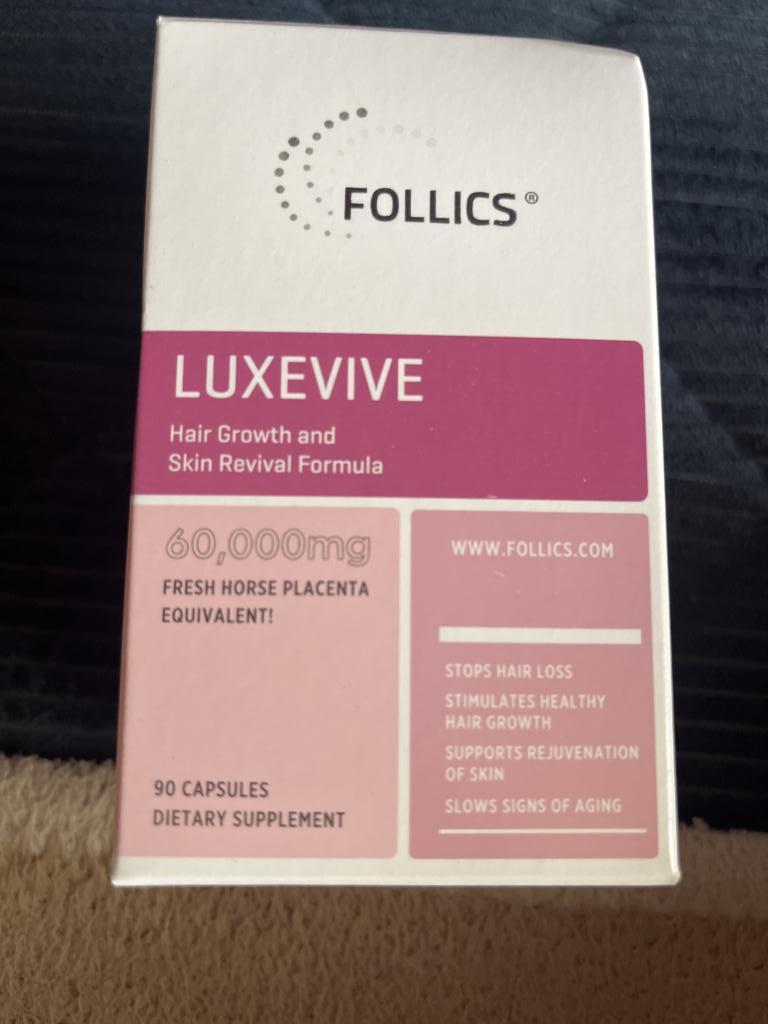 FOLLICS®
LUXEVIVE
Hair Growth and
Skin Revival Formula
60,000mg
FRESH HORSE PLACENTA
EQUIVALENT!
90 CAPSULES
DIETARY SUPPLEMENT
WWW.FOLLICS.COM
STOPS HAIR LOSS
STIMULATES HEALTHY
HAIR GROWTH
SUPPORTS REJUVENATION
OF SKIN
SLOWS SIGNS OF AGING